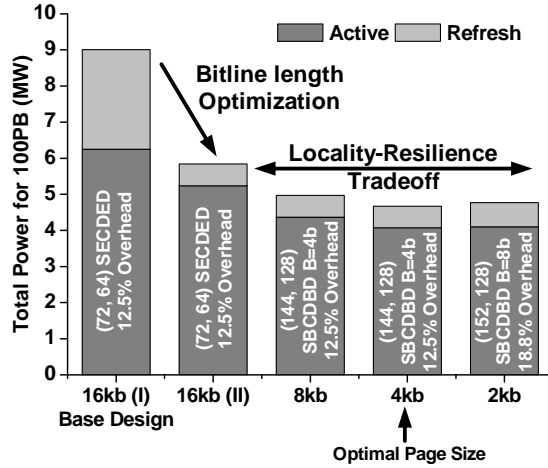 Total Power for 100PB (MW)
10
9
8
7
6
5
4
3
2
1
0
Active
Refresh
Bitline length
Optimization
Locality-Resilience
Tradeoff
(72, 64) SECDED
12.5% Overhead
(72, 64) SECDED
12.5% Overhead
(144, 128)
SBCDBD B=4b
12.5% Overhead
(144, 128)
SBCDBD B=4b
12.5% Overhead
(152, 128)
SBCDBD B=8b
18.8% Overhead
16kb (I)
Base Design
16kb (II)
8kb
4kb
2kb
Optimal Page Size